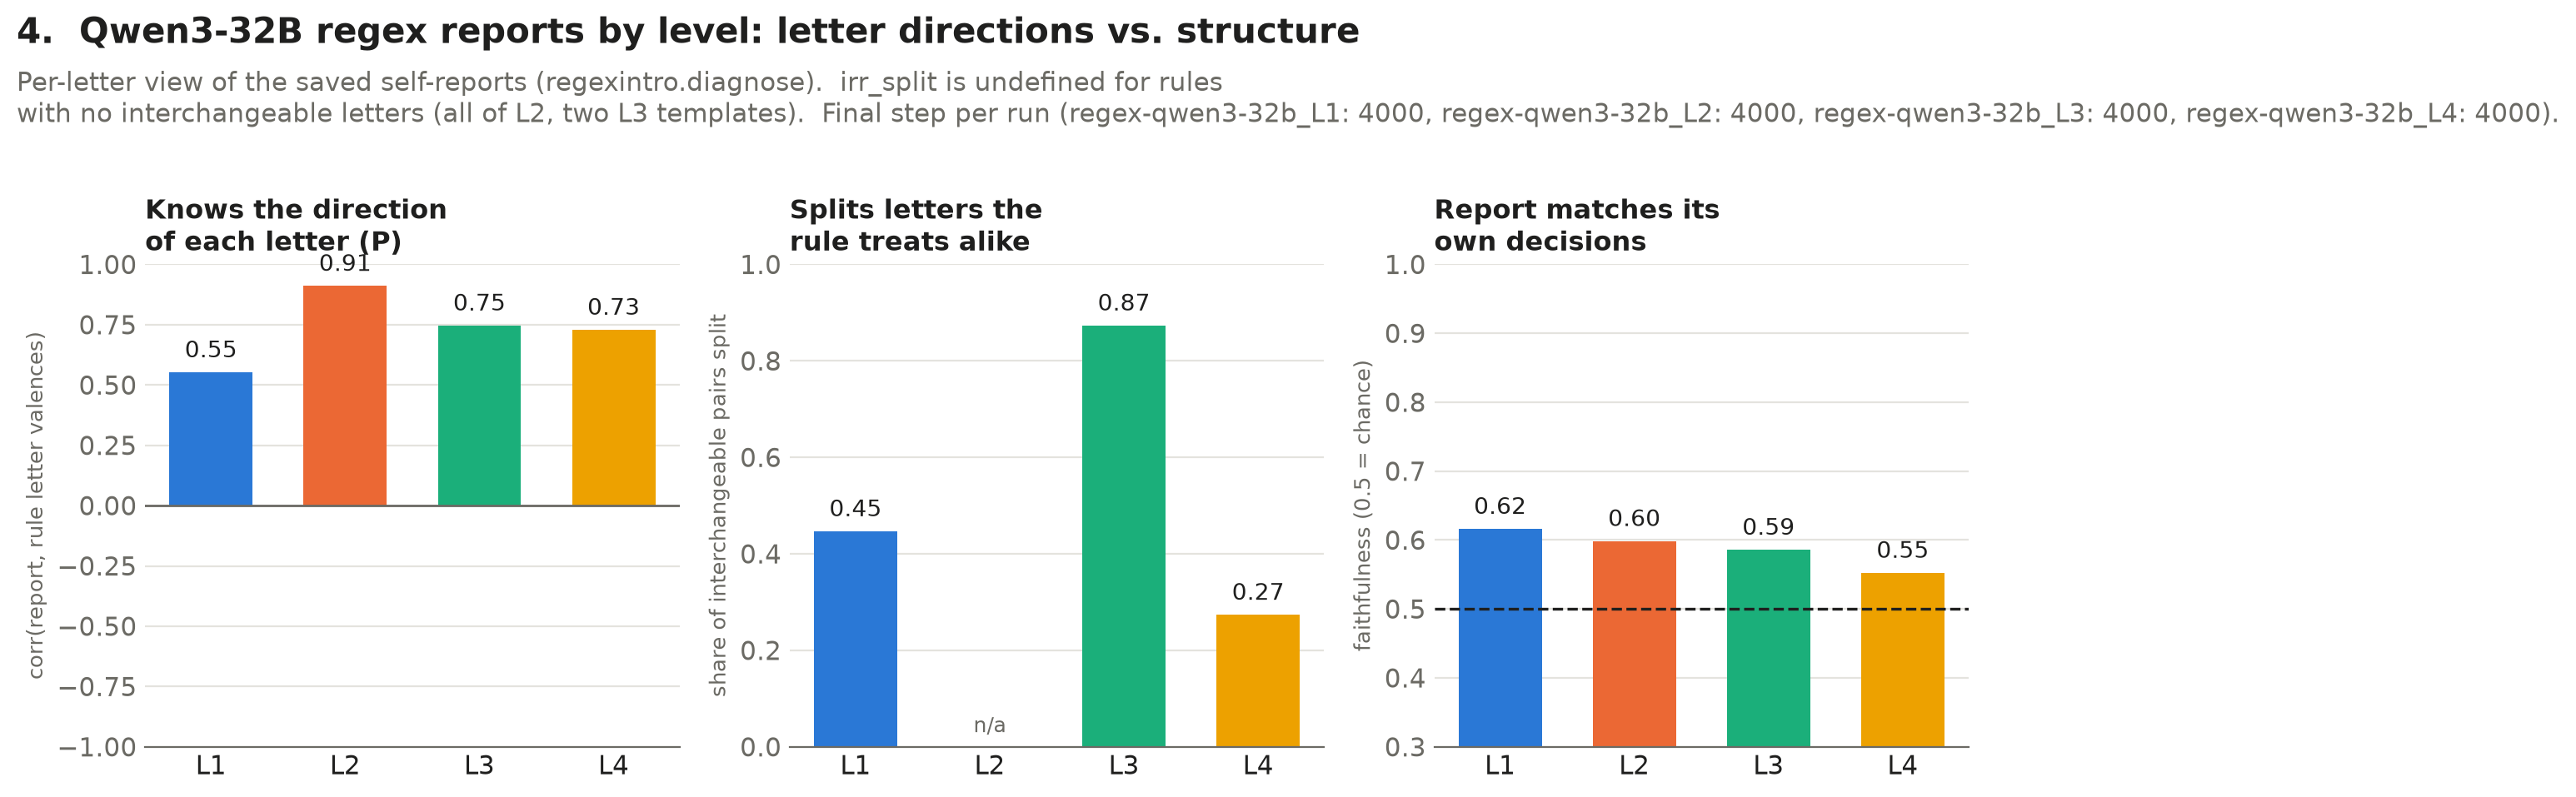 4.  Qwen3-32B regex reports by level: letter directions vs. structure
Per-letter view of the saved self-reports (regexintro.diagnose).  irr_split is undefined for rules
with no interchangeable letters (all of L2, two L3 templates).  Final step per run (regex-qwen3-32b_L1: 4000, regex-qwen3-32b_L2: 4000, regex-qwen3-32b_L3: 4000, regex-qwen3-32b_L4: 4000).
Knows the direction
of each letter (P)
corr(report, rule letter valences)
1.00
0.75
0.50
0.25
0.00
−0.25
−0.50
−0.75
−1.00
0.55
0.91
0.75
0.73
L1
L2
L3
L4
Splits letters the
rule treats alike
share of interchangeable pairs split
1.0
0.8
0.6
0.4
0.2
0.0
0.45
n/a
0.87
0.27
L1
L2
L3
L4
Report matches its
own decisions
faithfulness (0.5 = chance)
1.0
0.9
0.8
0.7
0.6
0.5
0.4
0.3
0.62
0.60
0.59
0.55
L1
L2
L3
L4